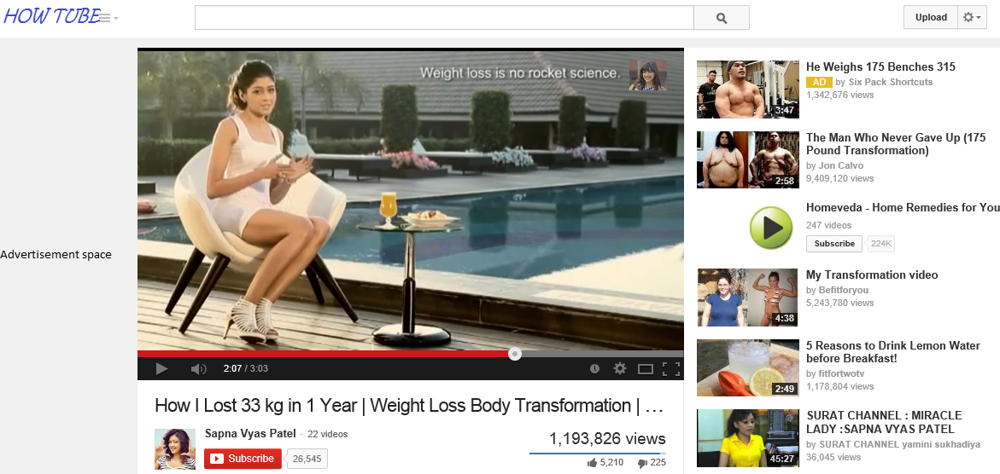 HOW TUBE
Upload
Weight loss is no rocket science.
Advertisement space
2:07 / 3:03
How I Lost 33 kg in 1 Year | Weight Loss Body Transformation | ...
Sapna Vyas Patel · 22 videos
Subscribe 26,545
1,193,826 views
5,210 225
3:47
He Weighs 175 Benches 315
AD by Six Pack Shortcuts
1,342,676 views
2:58
The Man Who Never Gave Up (175
Pound Transformation)
by Jon Calvo
9,409,120 views
Homeveda - Home Remedies for You
247 videos
Subscribe 224K
4:38
My Transformation video
by Befitforyou
5,243,780 views
2:49
5 Reasons to Drink Lemon Water
before Breakfast!
by fitfortwotv
1,178,804 views
45:27
SURAT CHANNEL : MIRACLE
LADY :SAPNA VYAS PATEL
by SURAT CHANNEL yamini sukhadiya
36,045 views